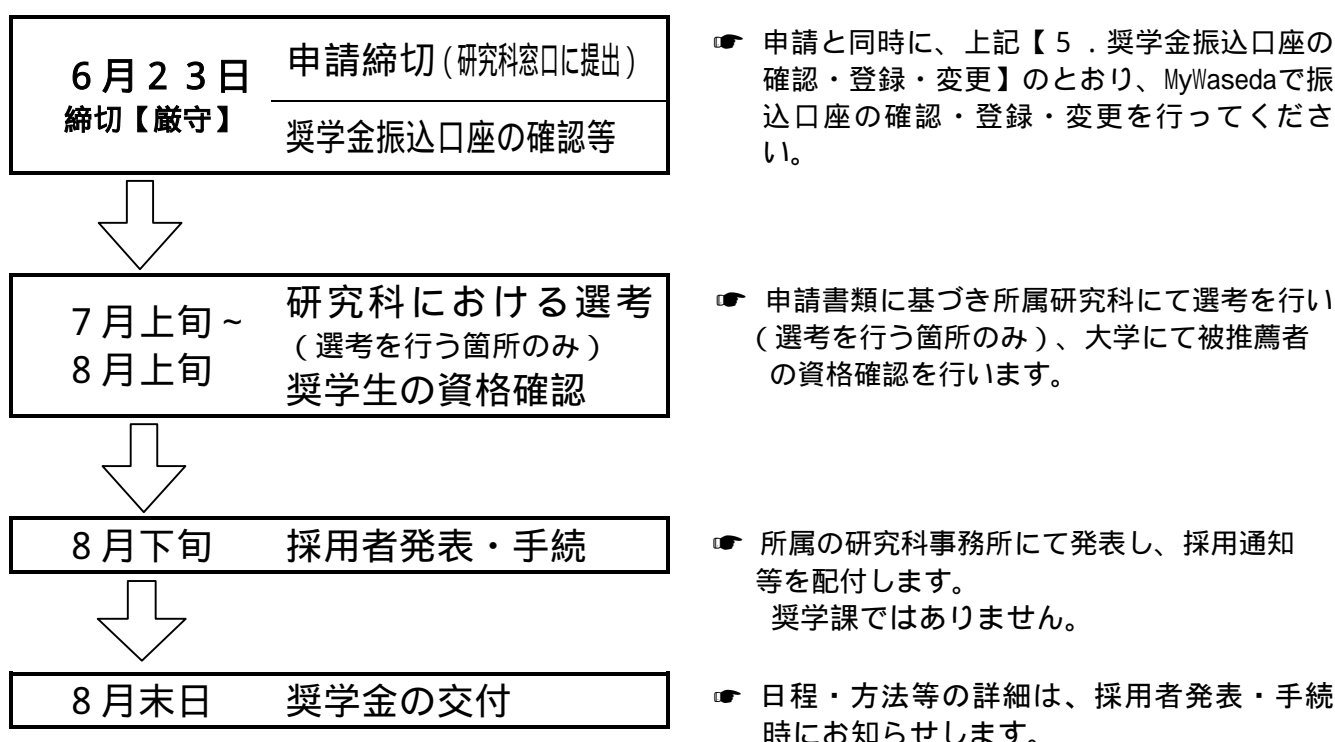 ６月２３日
締切【厳守】
申請締切(研究科窓口に提出)
奨学金振込口座の確認等
☞ 申請と同時に、上記【５．奨学金振込口座の
確認・登録・変更】のとおり、MyWasedaで振
込口座の確認・登録・変更を行ってくださ
い。
７月上旬~
８月上旬
研究科における選考
（選考を行う箇所のみ）
奨学生の資格確認
☞ 申請書類に基づき所属研究科にて選考を行い
（選考を行う箇所のみ）、大学にて被推薦者
の資格確認を行います。
８月下旬 採用者発表・手続
☞ 所属の研究科事務所にて発表し、採用通知
等を配付します。
奨学課ではありません。
８月末日 奨学金の交付
☞ 日程・方法等の詳細は、採用者発表・手続
時にお知らせします。